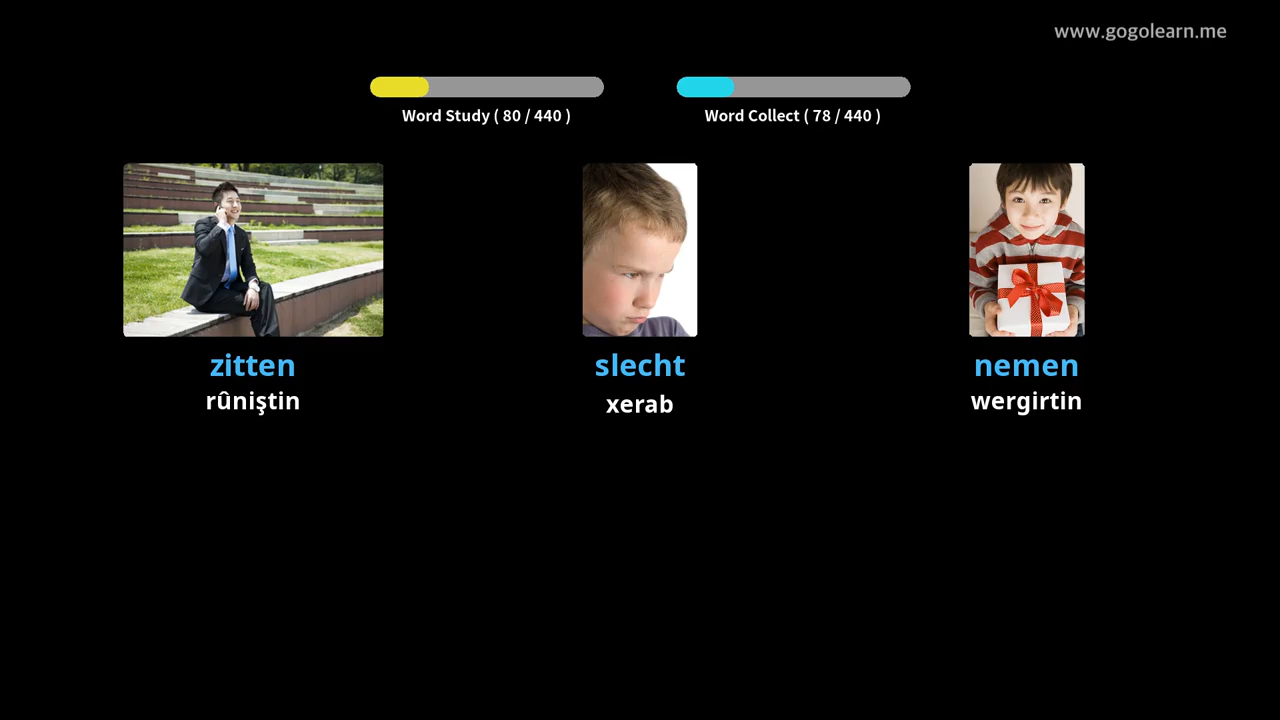 www.gogolearn.me
Word Study ( 80 / 440 )
Word Collect ( 78 / 440 )
zitten
rûniştin
slecht
xerab
nemen
wergirtin